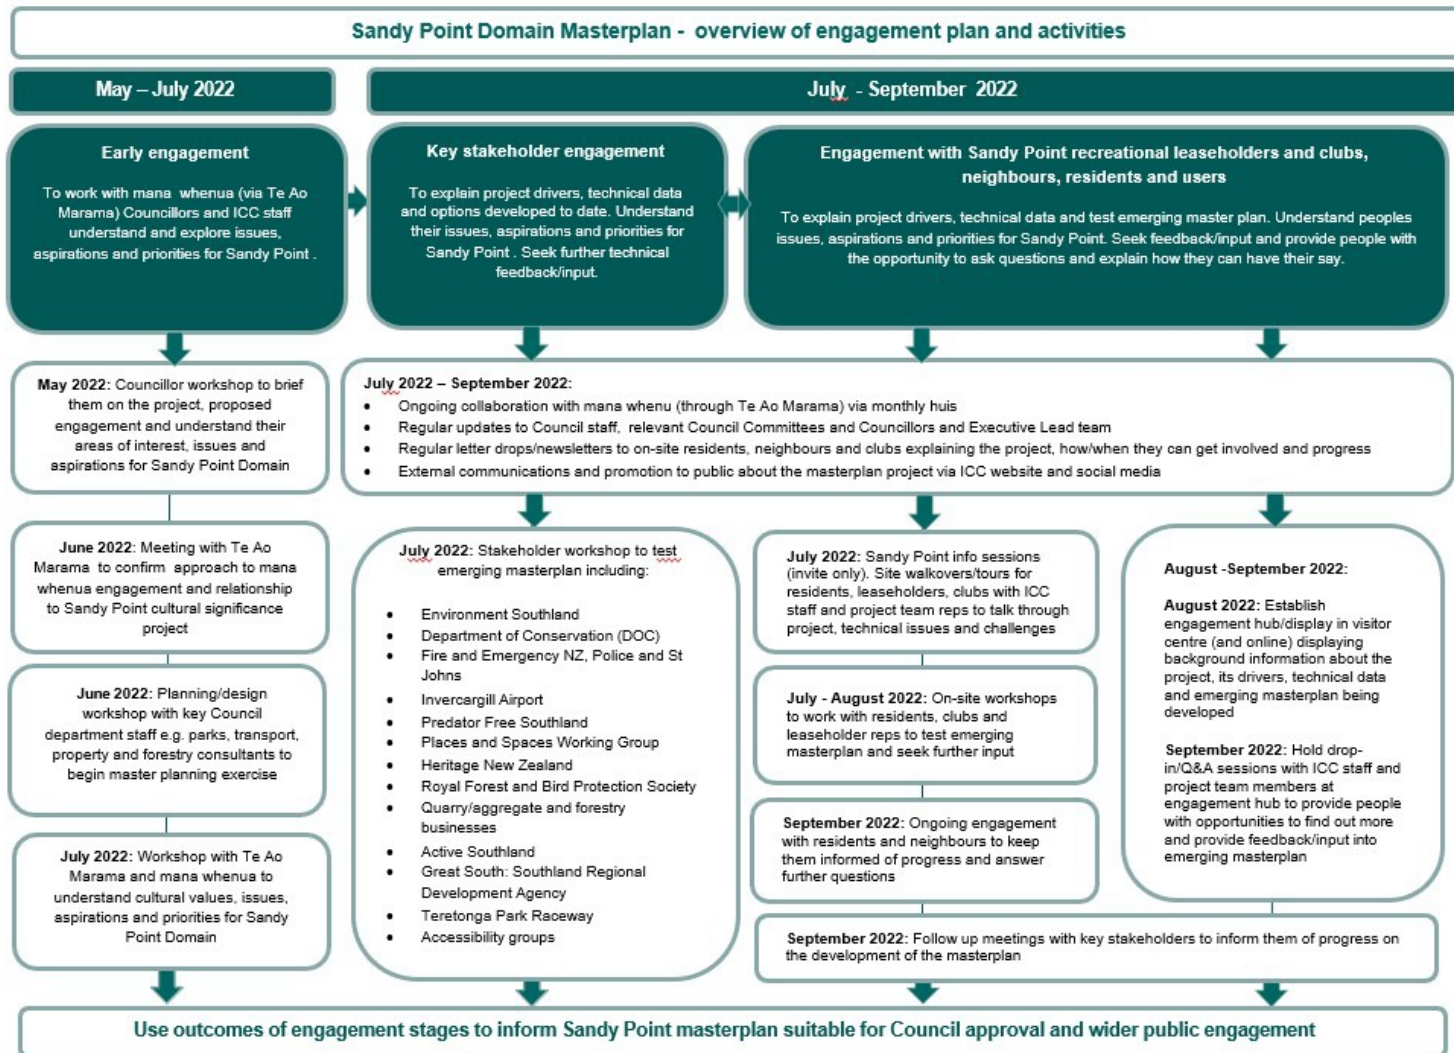 Sandy Point Domain Masterplan - overview of engagement plan and activities
May – July 2022
July - September 2022
Early engagement
To work with mana whenua (via Te Ao
Marama) Councillors and ICC staff
understand and explore issues,
aspirations and priorities for Sandy Point .
Key stakeholder engagement
To explain project drivers, technical data
and options developed to date. Understand
their issues, aspirations and priorities for
Sandy Point . Seek further technical
feedback/input.
Engagement with Sandy Point recreational leaseholders and clubs,
neighbours, residents and users
To explain project drivers, technical data and test emerging master plan. Understand peoples
issues, aspirations and priorities for Sandy Point. Seek feedback/input and provide people with
the opportunity to ask questions and explain how they can have their say.
May 2022: Councillor workshop to brief
them on the project, proposed
engagement and understand their
areas of interest, issues and
aspirations for Sandy Point Domain
June 2022: Meeting with Te Ao
Marama to confirm approach to mana
whenua engagement and relationship
to Sandy Point cultural significance
project
June 2022: Planning/design
workshop with key Council
department staff e.g. parks, transport,
property and forestry consultants to
begin master planning exercise
July 2022: Workshop with Te Ao
Marama and mana whenua to
understand cultural values, issues,
aspirations and priorities for Sandy
Point Domain
July 2022 – September 2022:
• Ongoing collaboration with mana whenu (through Te Ao Marama) via monthly huis
• Regular updates to Council staff, relevant Council Committees and Councillors and Executive Lead team
• Regular letter drops/newsletters to on-site residents, neighbours and clubs explaining the project, how/when they can get involved and progress
• External communications and promotion to public about the masterplan project via ICC website and social media
July 2022: Stakeholder workshop to test
emerging masterplan including:
• Environment Southland
• Department of Conservation (DOC)
• Fire and Emergency NZ, Police and St
Johns
• Invercargill Airport
• Predator Free Southland
• Places and Spaces Working Group
• Heritage New Zealand
• Royal Forest and Bird Protection Society
• Quarry/aggregate and forestry
businesses
• Active Southland
• Great South: Southland Regional
Development Agency
• Teretonga Park Raceway
• Accessibility groups
July 2022: Sandy Point info sessions
(invite only). Site walkovers/tours for
residents, leaseholders, clubs with ICC
staff and project team reps to talk through
project, technical issues and challenges
July - August 2022: On-site workshops
to work with residents, clubs and
leaseholder reps to test emerging
masterplan and seek further input
September 2022: Ongoing engagement
with residents and neighbours to keep
them informed of progress and answer
further questions
August -September 2022:
August 2022: Establish
engagement hub/display in visitor
centre (and online) displaying
background information about the
project, its drivers, technical data
and emerging masterplan being
developed
September 2022: Hold drop-
in/Q&A sessions with ICC staff and
project team members at
engagement hub to provide people
with opportunities to find out more
and provide feedback/input into
emerging masterplan
September 2022: Follow up meetings with key stakeholders to inform them of progress on
the development of the masterplan
Use outcomes of engagement stages to inform Sandy Point masterplan suitable for Council approval and wider public engagement